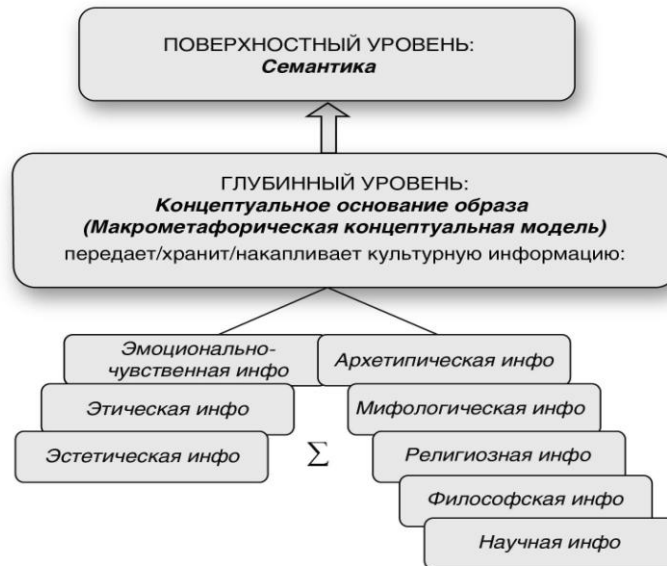 ПОВЕРХНОСТНЫЙ УРОВЕНЬ:
Семантика
ГЛУБИННЫЙ УРОВЕНЬ:
Концептуальное основание образа
(Макрометафорическая концептуальная модель)
передает/хранит/накапливает культурную информацию:
Эмоционально-
чувственная инфо
Этическая инфо
Эстетическая инфо
Σ
Архетипическая инфо
Мифологическая инфо
Религиозная инфо
Философская инфо
Научная инфо